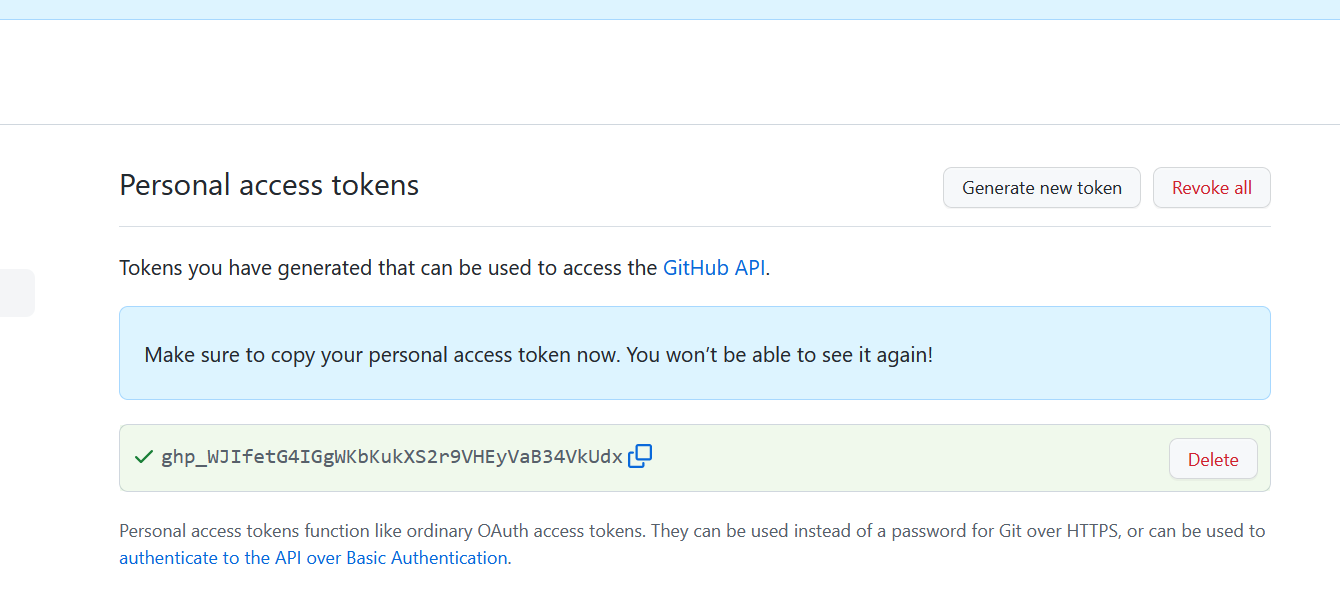 Personal access tokens
Generate new token
Revoke all
Tokens you have generated that can be used to access the GitHub API.
Make sure to copy your personal access token now. You won’t be able to see it again!
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
Delete
Personal access tokens function like ordinary OAuth access tokens. They can be used instead of a password for Git over HTTPS, or can be used to
authenticate to the API over Basic Authentication.